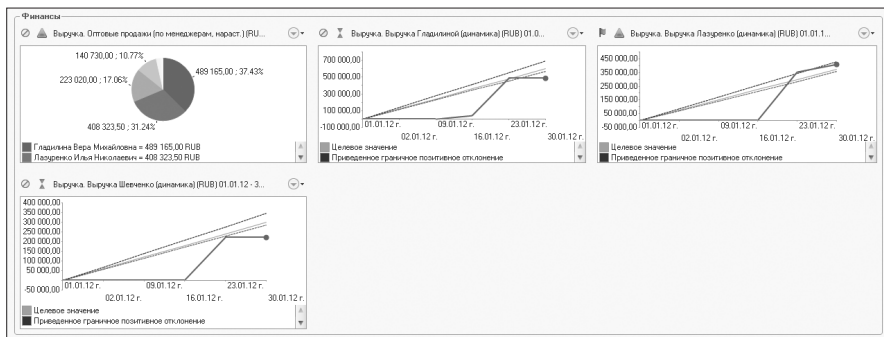 Финансы
Выручка. Оптовые продажи (по менеджерам, нараст.) (RU...
140 730,00 ; 10.77%
223 020,00 ; 17.06%
489 165,00 ; 37.43%
408 323,50 ; 31.24%
Гладилина Вера Михайловна = 489 165,00 RUB
Лазуренко Илья Николаевич = 408 323,50 RUB
Выручка. Выручка Гладилиной (динамика) (RUB) 01.0...
700 000,00
500 000,00
300 000,00
100 000,00
-100 000,00
01.01.12 г.
09.01.12 г.
23.01.12 г.
02.01.12 г.
16.01.12 г.
30.01.12 г.
Целевое значение
Приведенное граничное позитивное отклонение
Выручка. Выручка Лазуренко (динамика) (RUB) 01.01.1...
450 000,00
350 000,00
250 000,00
150 000,00
50 000,00
-50 000,00
01.01.12 г.
09.01.12 г.
23.01.12 г.
02.01.12 г.
16.01.12 г.
30.01.12 г.
Целевое значение
Приведенное граничное позитивное отклонение
Выручка. Выручка Шевченко (динамика) (RUB) 01.01.12 - 3...
400 000,00
350 000,00
300 000,00
250 000,00
200 000,00
150 000,00
100 000,00
50 000,00
-50 000,00
01.01.12 г.
09.01.12 г.
23.01.12 г.
02.01.12 г.
16.01.12 г.
30.01.12 г.
Целевое значение
Приведенное граничное позитивное отклонение